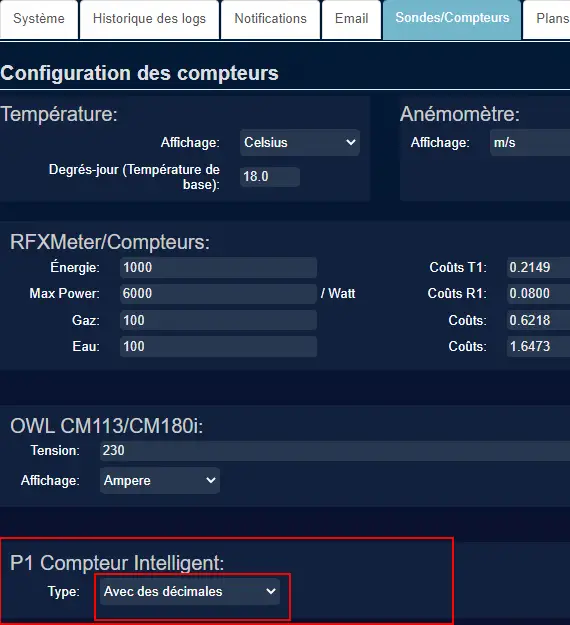 Système Historique des logs Notifications Email Sondes/Compteurs Plans
Configuration des compteurs
Température: Anémomètre:
Affichage: Celsius Affichage: m/s
Degrés-jour (Température de
base): 18.0
RFXMeter/Compteurs:
Énergie: 1000 Coûts T1: 0.2149
Max Power: 6000 / Watt Coûts R1: 0.0800
Gaz: 100 Coûts: 0.6218
Eau: 100 Coûts: 1.6473
OWL CM113/CM180i:
Tension: 230
Affichage: Ampere
P1 Compteur Intelligent:
Type: Avec des décimales